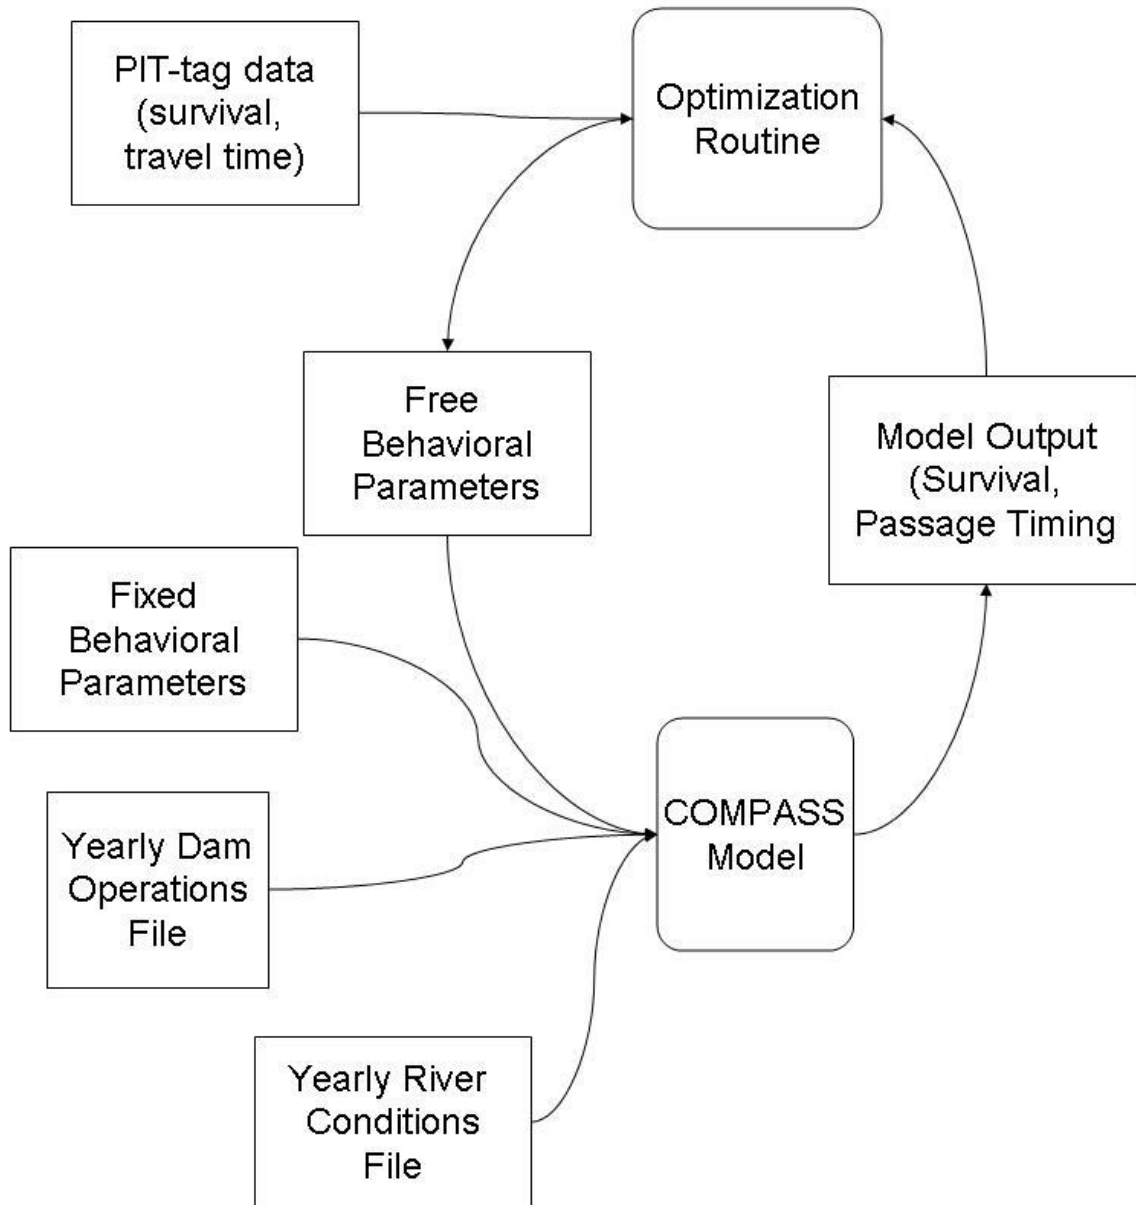 PIT-tag data
(survival,
travel time)
Optimization
Routine
Free
Behavioral
Parameters
Model Output
(Survival,
Passage Timing
Fixed
Behavioral
Parameters
COMPASS
Model
Yearly Dam
Operations
File
Yearly River
Conditions
File